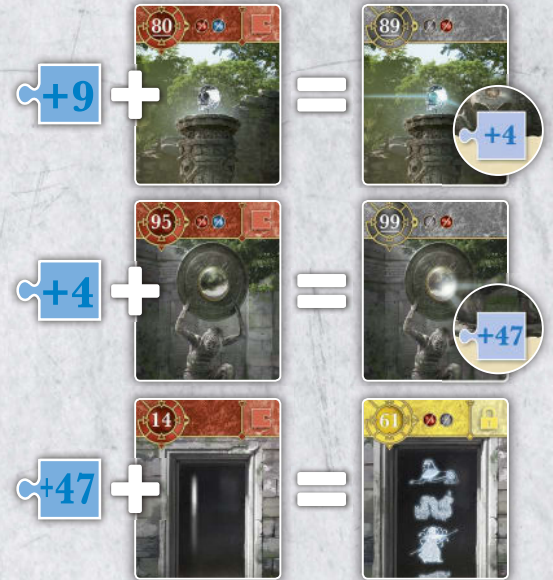 80 89
+9 + =
+4
95 99
+4 + =
+47
14 61
+47 + =